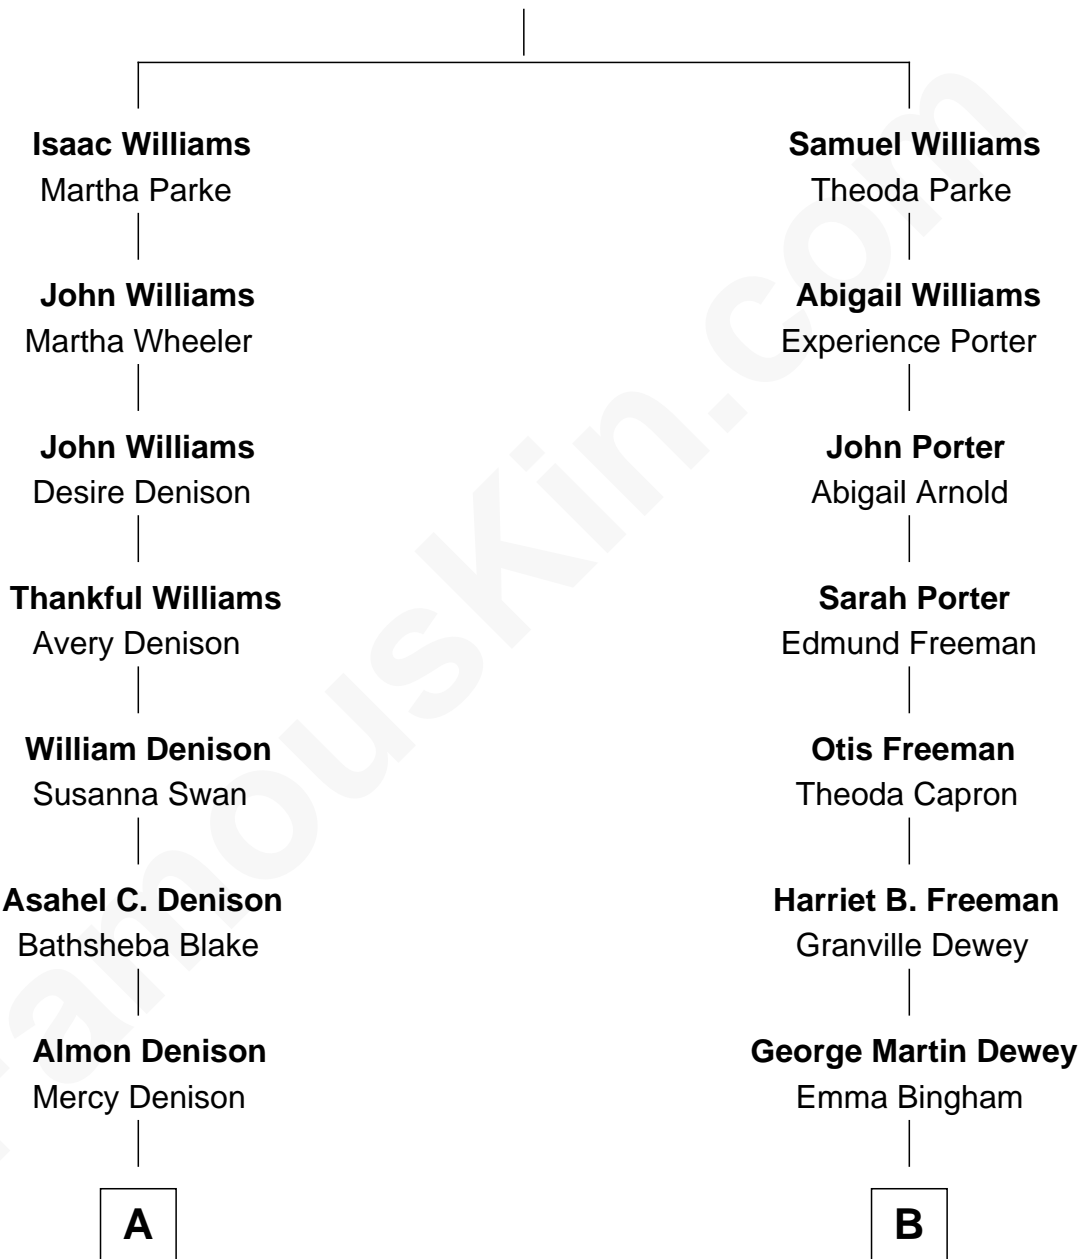 Isaac Williams
Martha Parke
John Williams
Martha Wheeler
John Williams
Desire Denison
Thankful Williams
Avery Denison
William Denison
Susanna Swan
Asahel C. Denison
Bathsheba Blake
Almon Denison
Mercy Denison
A
Samuel Williams
Theoda Parke
Abigail Williams
Experience Porter
John Porter
Abigail Arnold
Sarah Porter
Edmund Freeman
Otis Freeman
Theoda Capron
Harriet B. Freeman
Granville Dewey
George Martin Dewey
Emma Bingham
B
FamousKin.com